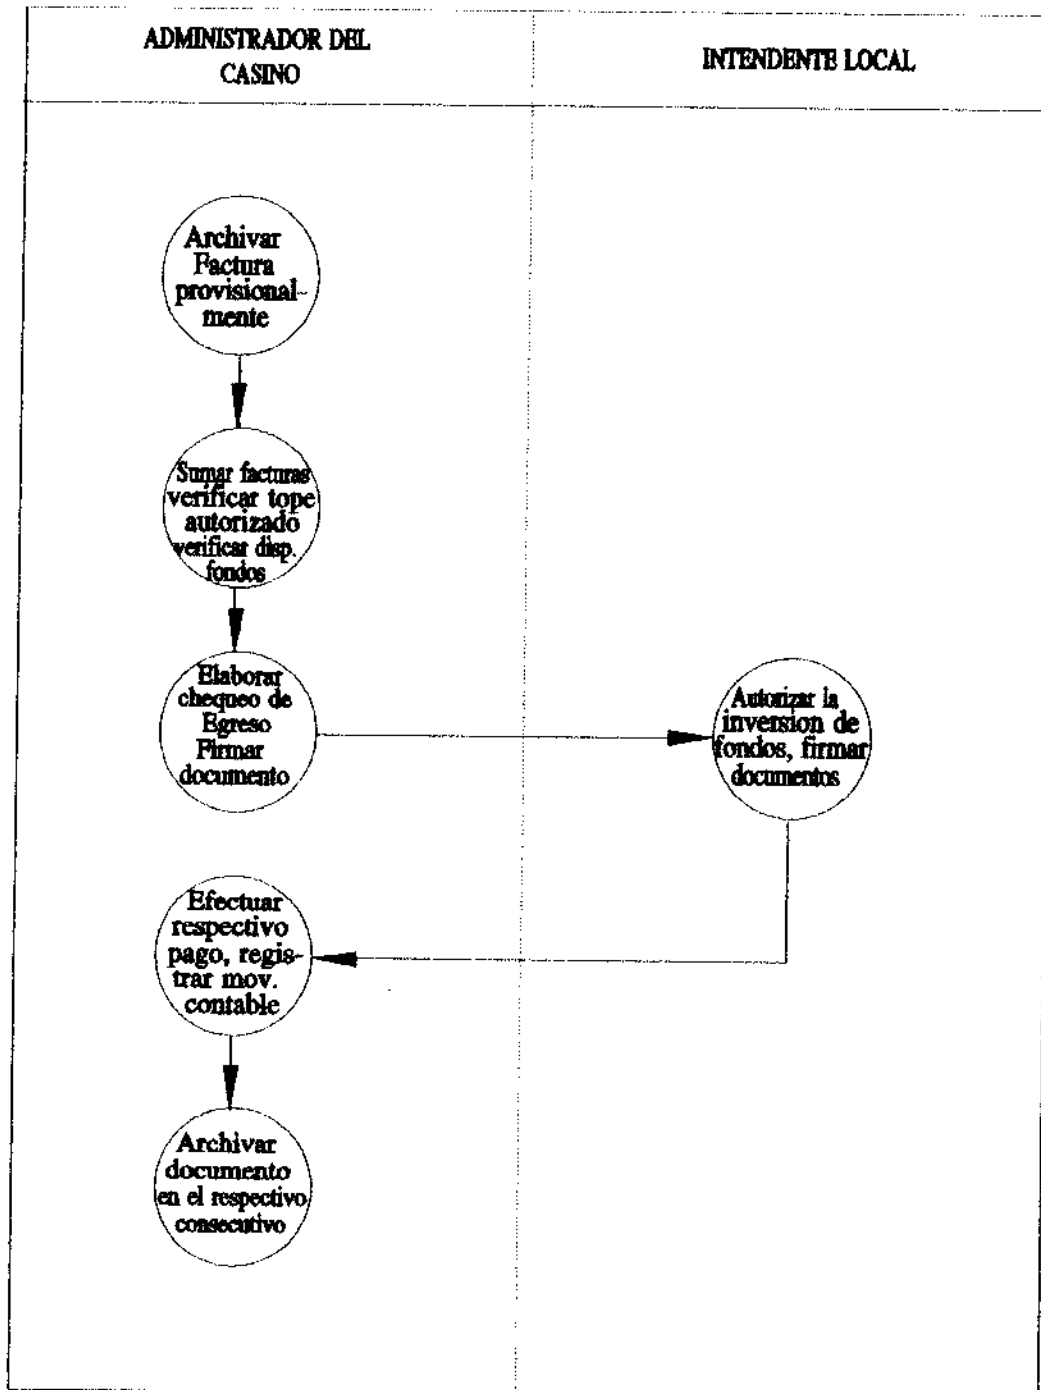 ADMINISTRADOR DEL
CASINO
INTENDENTE LOCAL
Archivar
Factura
provisional-
mente
Sumar facturas
verificar tope
autorizado
verificar disp.
fondos
Elaborar
chequeo de
Egreso
Firmar
documento
Autorizar la
inversion de
fondos, firmar
documentos
Efectuar
respectivo
pago, regis-
trar mov.
contable
Archivar
documento
en el respectivo
consecutivo